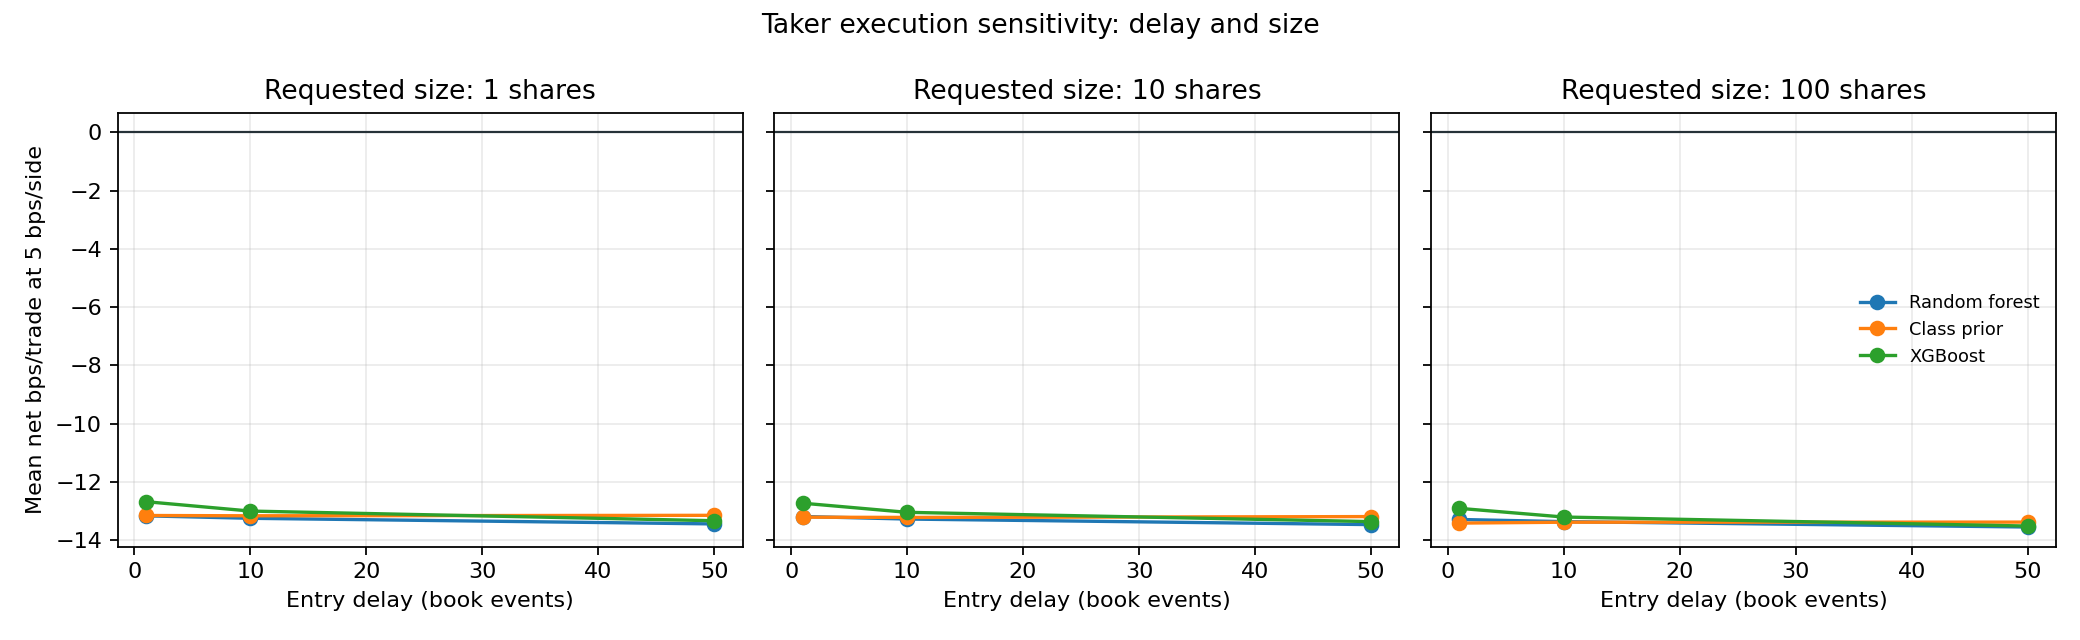 Taker execution sensitivity: delay and size
Requested size: 1 shares
Requested size: 10 shares
Requested size: 100 shares
Mean net bps/trade at 5 bps/side
0
−2
−4
−6
−8
−10
−12
−14
0 10 20 30 40 50
0 10 20 30 40 50
0 10 20 30 40 50
Entry delay (book events)
Entry delay (book events)
Entry delay (book events)
Random forest
Class prior
XGBoost